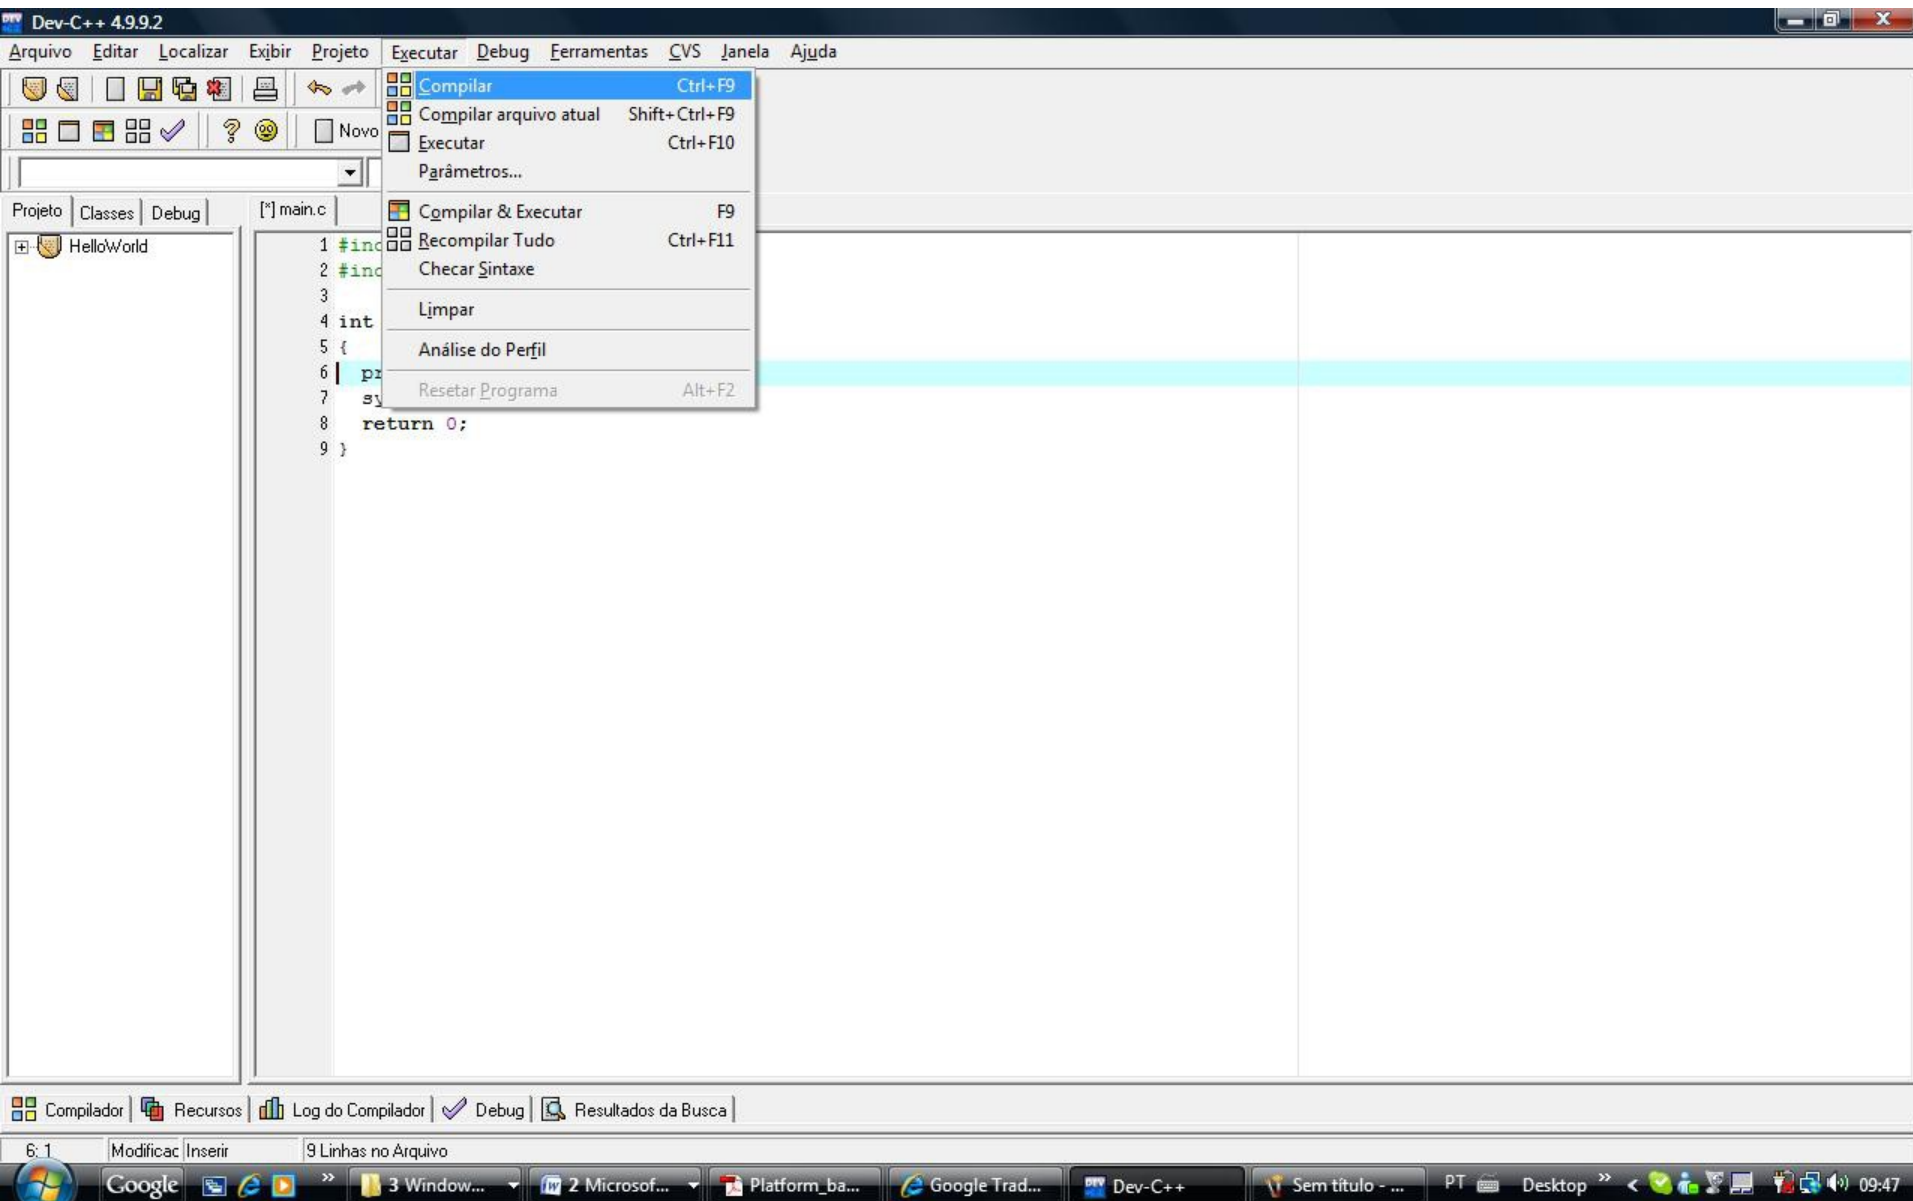 Dev-C++ 4.9.9.2
Arquivo Editar Localizar Exibir Projeto Executar Debug Ferramentas CVS Janela Ajuda
Compilar Ctrl+F9
Compilar arquivo atual Shift+Ctrl+F9
Executar Ctrl+F10
Parâmetros...
Compilar & Executar F9
Recompilar Tudo Ctrl+F11
Checar Sintaxe
Limpar
Análise do Perfil
Resetar Programa Alt+F2
Novo
Projeto Classes Debug [*] main.c
HelloWorld
1 #inc
2 #inc
3
4 int
5 {
6 pr
7 sy
8 return 0;
9 }
Compilador Recursos Log do Compilador Debug Resultados da Busca
6: 1 Modificac Inserir 9 Linhas no Arquivo
Google » 3 Window... 2 Microsof... Platform_ba... Google Trad... Dev-C++ Sem título - ... PT Desktop » < 09:47